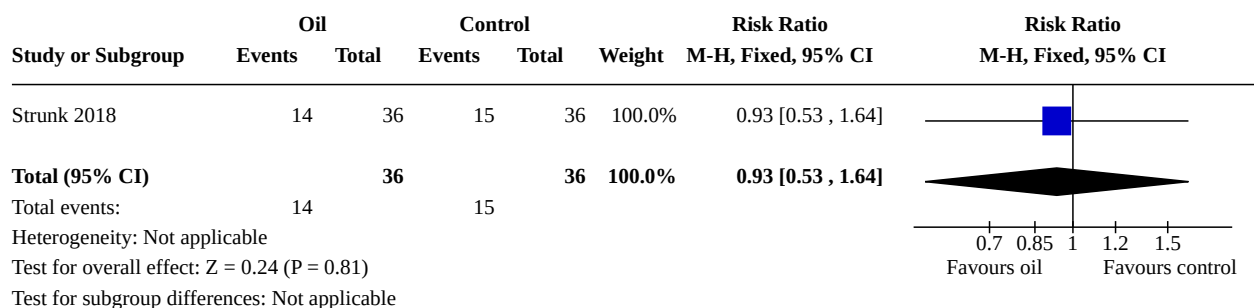 Oil Control Risk Ratio Risk Ratio
Study or Subgroup Events Total Events Total Weight M-H, Fixed, 95% CI M-H, Fixed, 95% CI
Strunk 2018 14 36 15 36 100.0% 0.93 [0.53 , 1.64]
Total (95% CI) 36 36 100.0% 0.93 [0.53 , 1.64]
Total events: 14 15
Heterogeneity: Not applicable 0.7 0.85 1 1.2 1.5
Test for overall effect: Z = 0.24 (P = 0.81) Favours oil Favours control
Test for subgroup differences: Not applicable